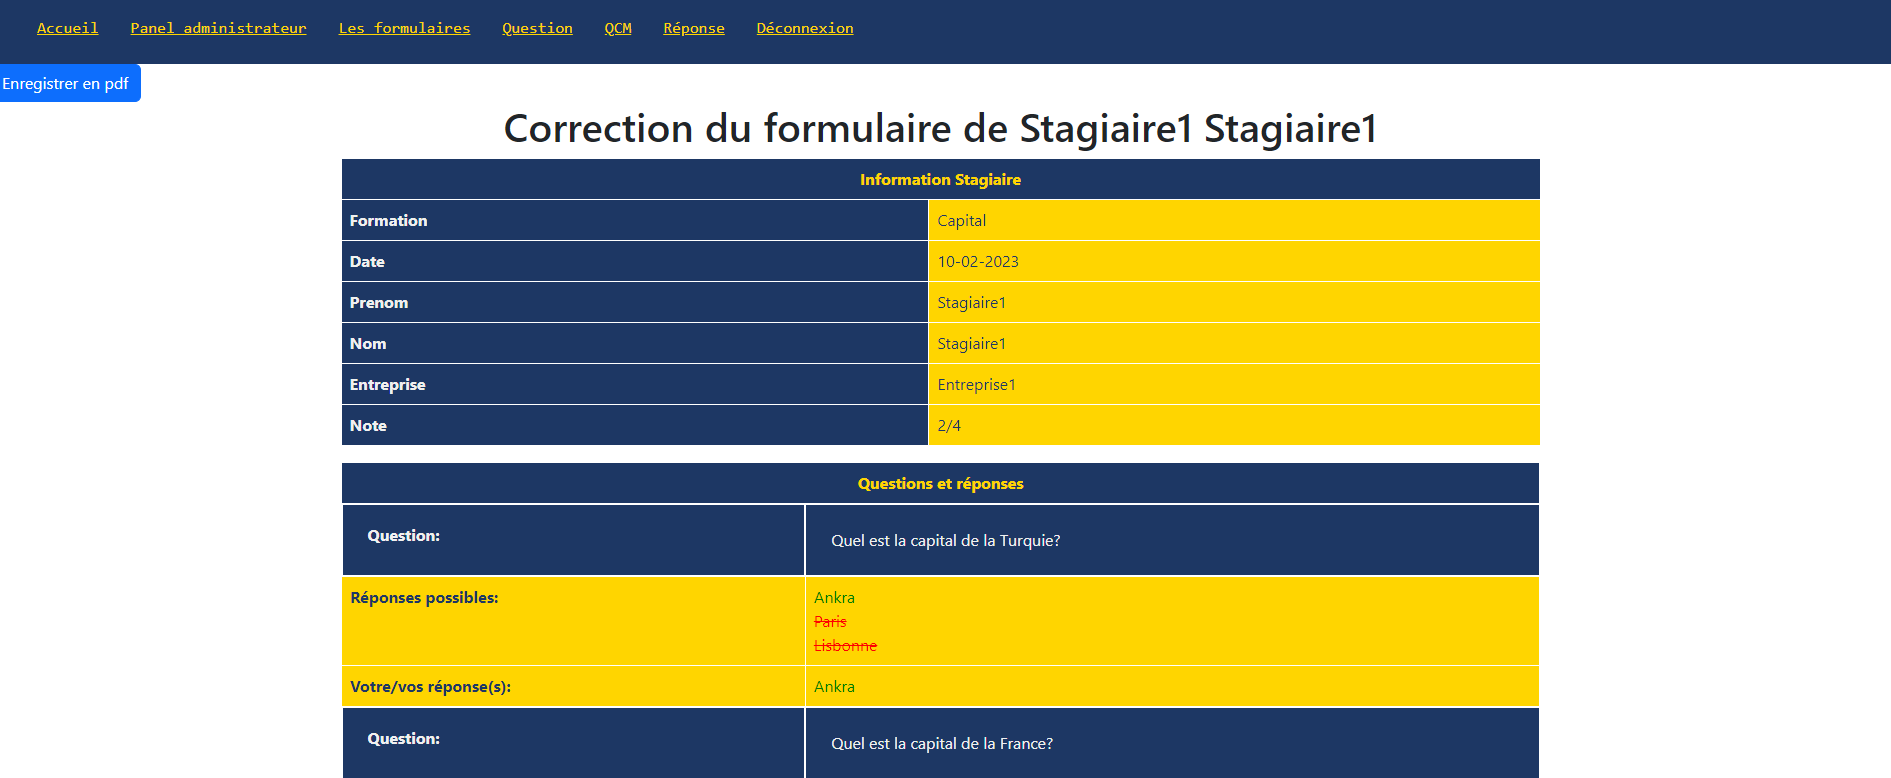 Accueil Panel administrateur Les formulaires Question QCM Réponse Déconnexion
Enregistrer en pdf
Correction du formulaire de Stagiaire1 Stagiaire1
Information Stagiaire
Formation Capital
Date 10-02-2023
Prenom Stagiaire1
Nom Stagiaire1
Entreprise Entreprise1
Note 2/4
Questions et réponses
Question: Quel est la capital de la Turquie?
Réponses possibles: Ankra
Paris
Lisbonne
Votre/vos réponse(s): Ankra
Question: Quel est la capital de la France?